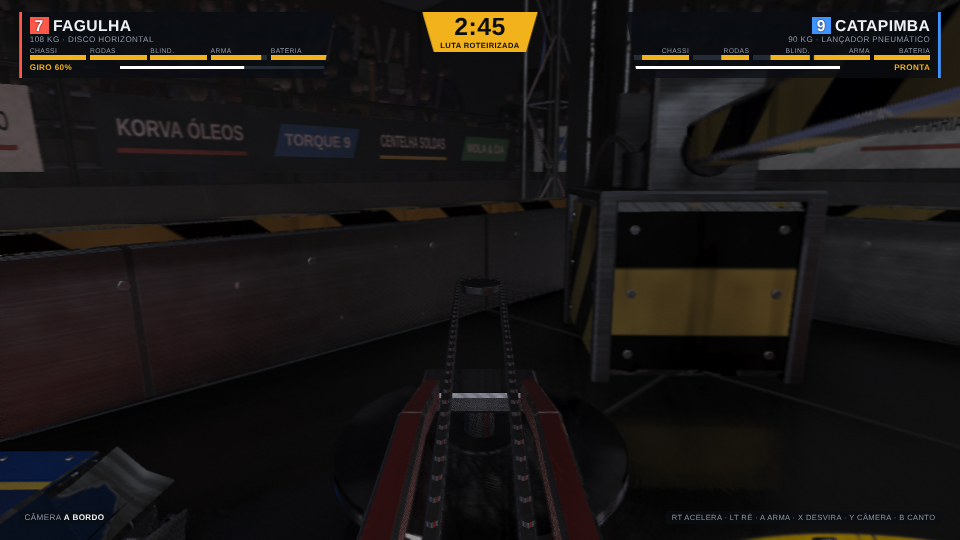 7 FAGULHA
108 KG · DISCO HORIZONTAL
CHASSI RODAS BLIND. ARMA BATERIA
GIRO 60%
2:45
LUTA ROTEIRIZADA
9 CATAPIMBA
90 KG · LANÇADOR PNEUMÁTICO
CHASSI RODAS BLIND. ARMA BATERIA
PRONTA
KORVA ÓLEOS
TORQUE 9
CENTELHA SOLDAS
MOLA & CIA
CÂMERA A BORDO
RT ACELERA · LT RÉ · A ARMA · X DESVIRA · Y CÂMERA · B CANTO